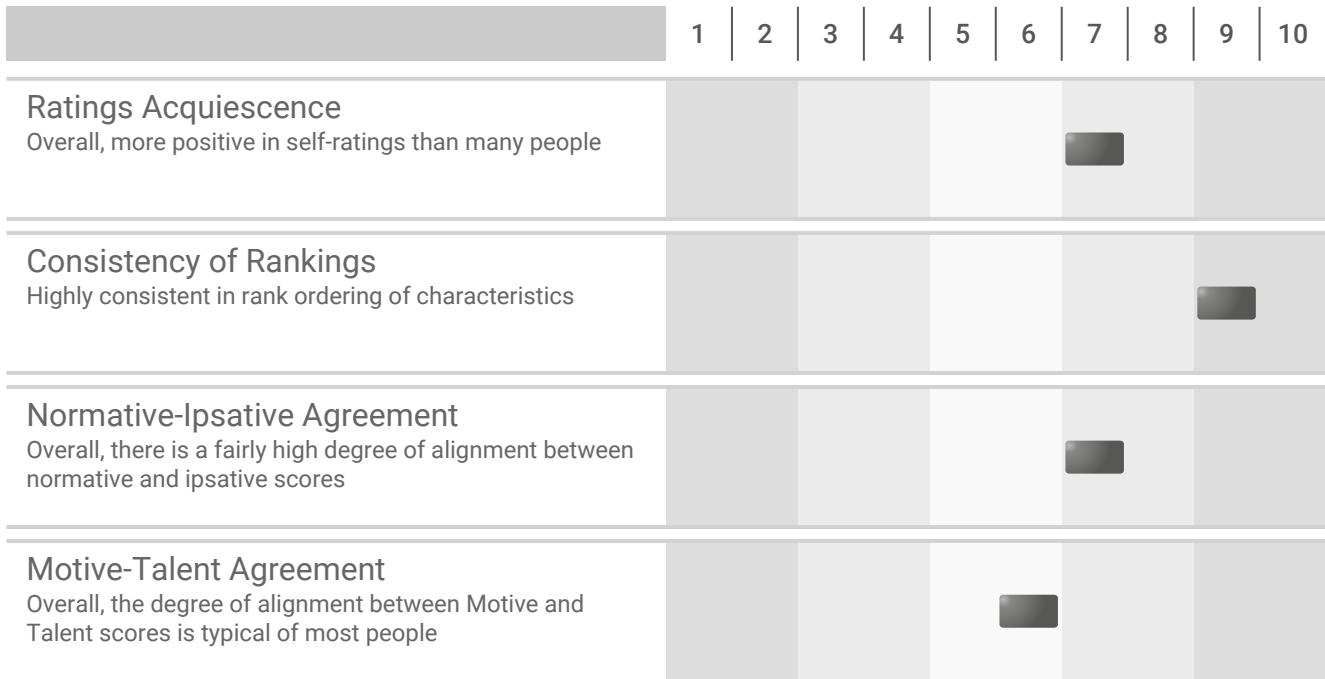 1 2 3 4 5 6 7 8 9 10
Ratings Acquiescence
Overall, more positive in self-ratings than many people
Consistency of Rankings
Highly consistent in rank ordering of characteristics
Normative-Ipsative Agreement
Overall, there is a fairly high degree of alignment between
normative and ipsative scores
Motive-Talent Agreement
Overall, the degree of alignment between Motive and
Talent scores is typical of most people